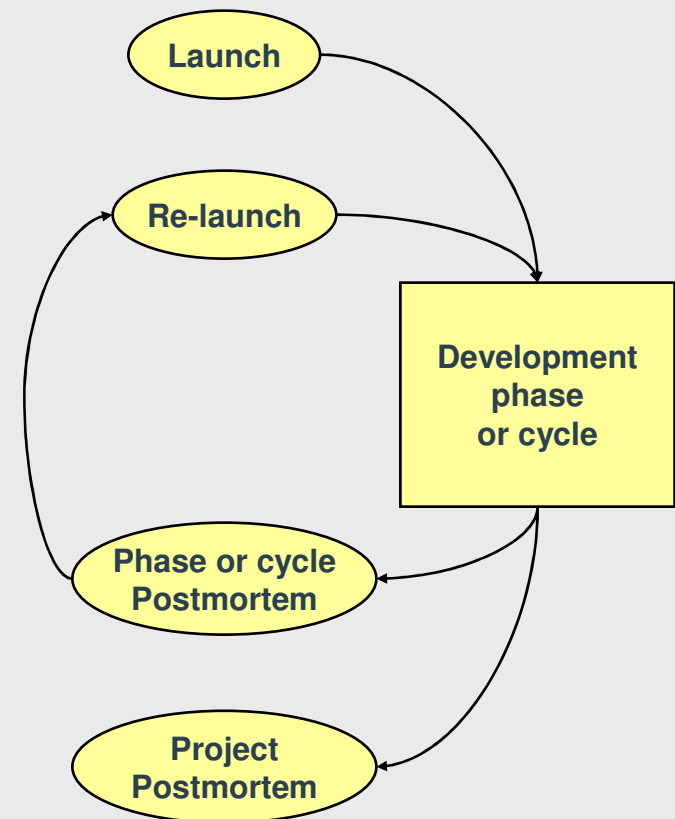 Launch
Re-launch
Development
phase
or cycle
Phase or cycle
Postmortem
Project
Postmortem